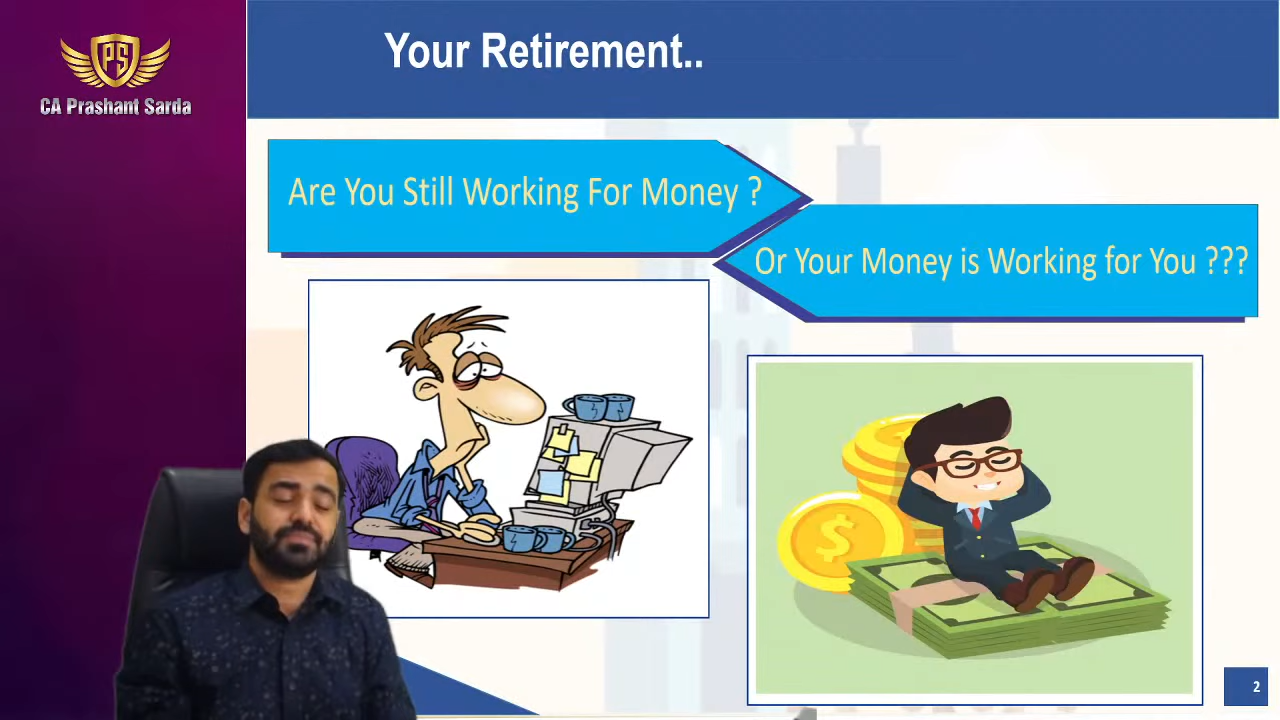 PS
CA Prashant Sarda
Your Retirement..
Are You Still Working For Money ?
Or Your Money is Working for You ???
$
2